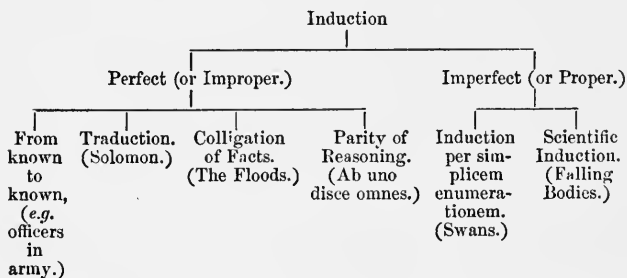 Induction
Perfect (or Improper.)
Imperfect (or Proper.)
From
known
to
known,
(e.g.
officers
in
army.)
Traduction.
(Solomon.)
Colligation
of Facts.
(The Floods.)
Parity of
Reasoning.
(Ab uno
disce omnes.)
Induction
per sim-
plicem
enumera-
tionem.
(Swans.)
Scientific
Induction.
(Falling
Bodies.)